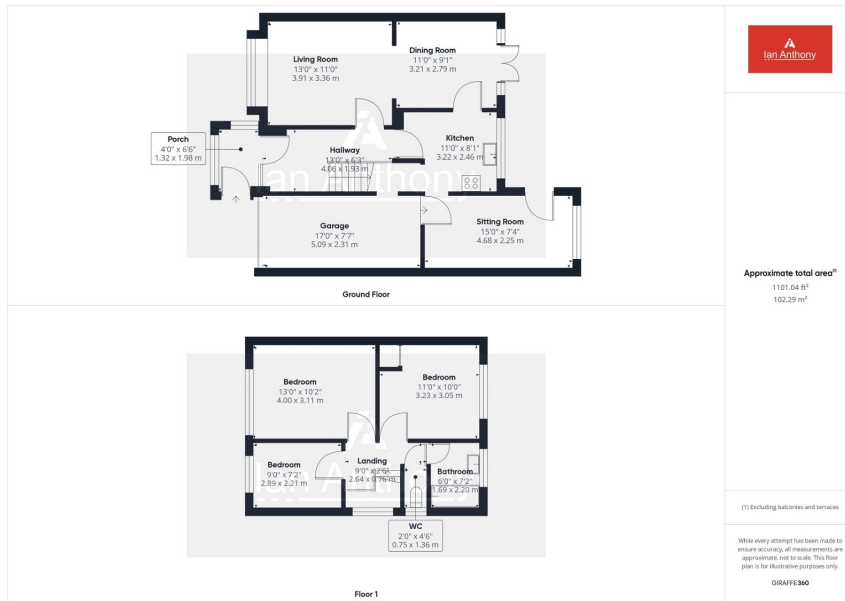 Living Room
13'0" x 11'0"
3.91 x 3.36 m
Dining Room
11'0" x 9'1"
3.21 x 2.79 m
Porch
4'0" x 6'6"
1.32 x 1.98 m
Hallway
13'0" x 6'3"
4.06 x 1.93 m
Kitchen
11'0" x 8'1"
3.22 x 2.46 m
Ian Anthony
Garage
17'0" x 7'7"
5.09 x 2.31 m
Sitting Room
15'0" x 7'4"
4.68 x 2.25 m
Ground Floor
Bedroom
13'0" x 10'2"
4.00 x 3.11 m
Bedroom
11'0" x 10'0"
3.23 x 3.05 m
Bedroom
9'0" x 7'2"
2.89 x 2.21 m
Landing
9'0" x 2'6"
2.64 x 0.76 m
Bathroom
6'0" x 7'2"
1.69 x 2.20 m
Ian Anthony
WC
2'0" x 4'6"
0.75 x 1.36 m
Floor 1
Ian Anthony
Approximate total area⁽¹⁾
1101.04 ft²
102.29 m²
(1) Excluding balconies and terraces
While every attempt has been made to
ensure accuracy, all measurements are
approximate, not to scale. This floor
plan is for illustrative purposes only.
GIRAFFE360